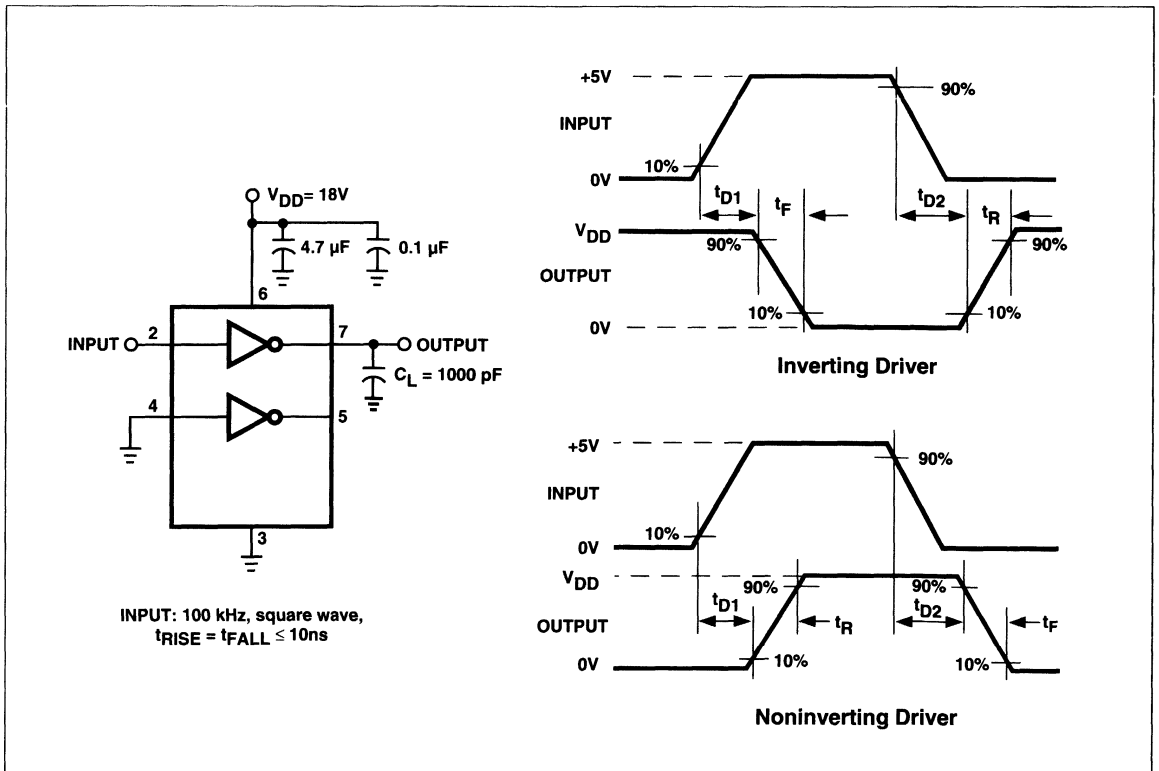 V_DD = 18V
4.7 µF
0.1 µF
6
INPUT
2
7
OUTPUT
C_L = 1000 pF
4
5
3
INPUT: 100 kHz, square wave,
t_RISE = t_FALL ≤ 10ns
+5V
90%
INPUT
10%
0V
t_D1
t_F
t_D2
t_R
V_DD
90%
90%
OUTPUT
10%
10%
0V
Inverting Driver
+5V
90%
INPUT
10%
0V
V_DD
90%
90%
t_D1
t_D2
OUTPUT
t_R
t_F
0V
10%
10%
Noninverting Driver